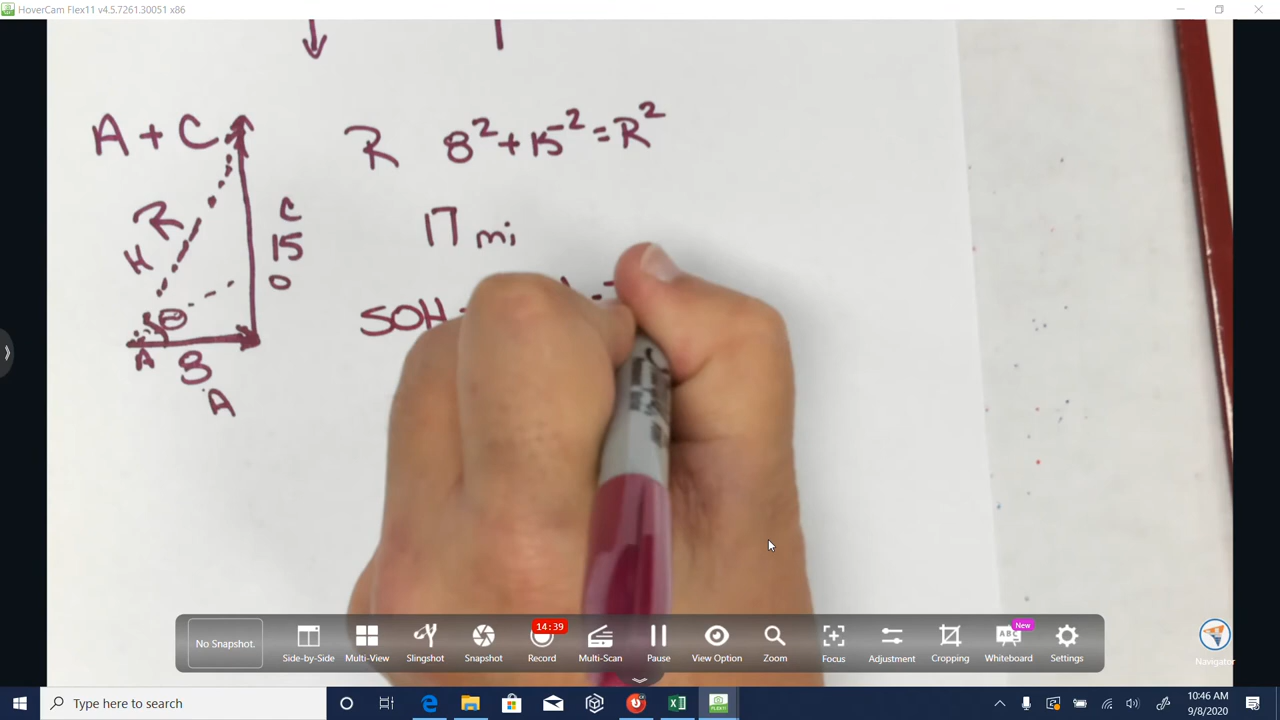 HoverCam Flex11 v4.5.7261.30051 x86
A + C
R 8² + 15² = R²
R
C
H
15
17 mi
O
θ
SOH
A
8
A
No Snapshot.
Side-by-Side
Multi-View
Slingshot
Snapshot
14:39
Record
Multi-Scan
Pause
View Option
Zoom
Focus
Adjustment
Cropping
New
ABC
Whiteboard
Settings
Navigator
Type here to search
FLEX11
10:46 AM
9/8/2020